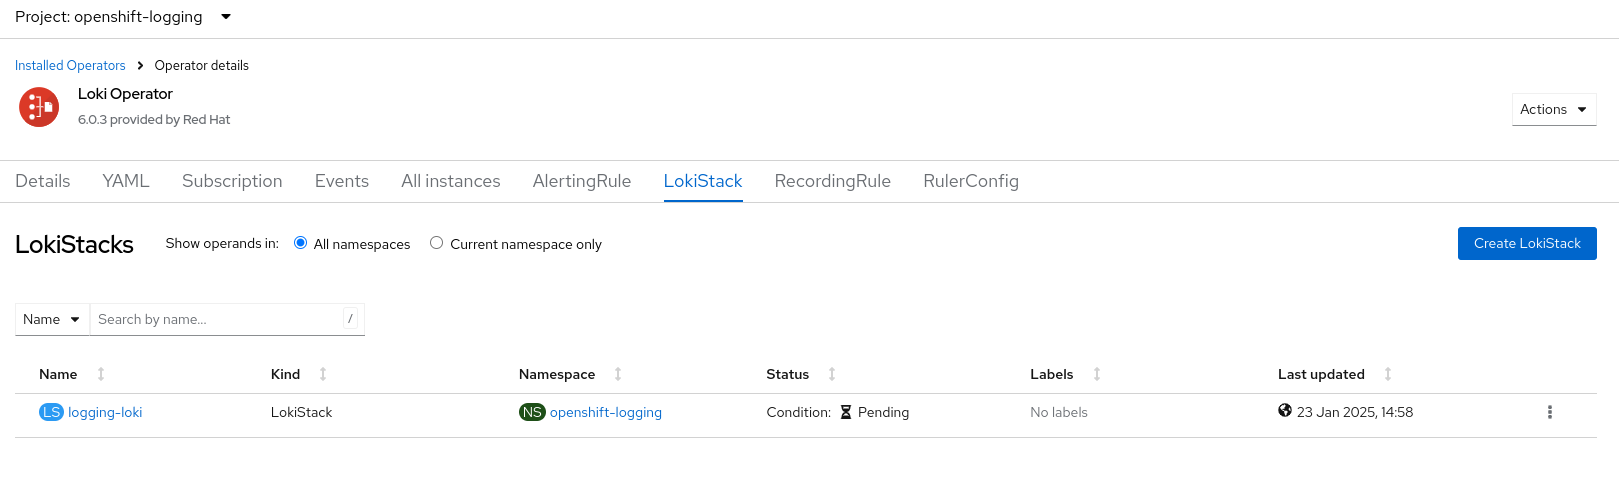 Project: openshift-logging
Installed Operators > Operator details
Loki Operator
6.0.3 provided by Red Hat
Actions
Details YAML Subscription Events All instances AlertingRule LokiStack RecordingRule RulerConfig
LokiStacks Show operands in: All namespaces Current namespace only Create LokiStack
Name Search by name... /
Name Kind Namespace Status Labels Last updated
LS logging-loki LokiStack NS openshift-logging Condition: Pending No labels 23 Jan 2025, 14:58